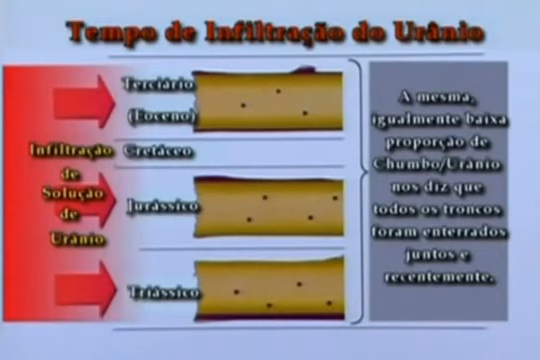 Tempo de Infiltração do Urânio
Infiltração
de
Solução
de
Urânio
Terciário
(Eoceno)
Cretáceo
Jurássico
Triássico
A mesma,
igualmente baixa
proporção de
Chumbo/Urânio
nos diz que
todos os troncos
foram enterrados
juntos e
recentemente.